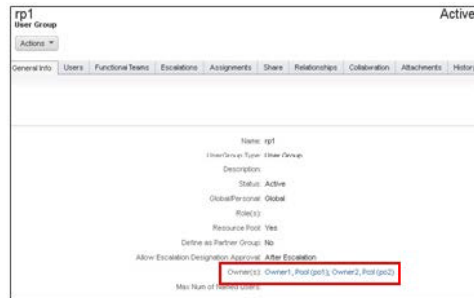 rp1
Active
User Group
Actions
General Info Users Functional Teams Escalations Assignments Share Relationships Collaboration Attachments History
Name: rp1
UserGroup Type: User Group
Description:
Status: Active
Global/Personal: Global
Role(s):
Resource Pool: Yes
Define as Partner Group: No
Allow Escalation Designation Approval: After Escalation
Owner(s): Owner1, Pool (po1); Owner2, Pool (po2)
Max Num of Named Users: